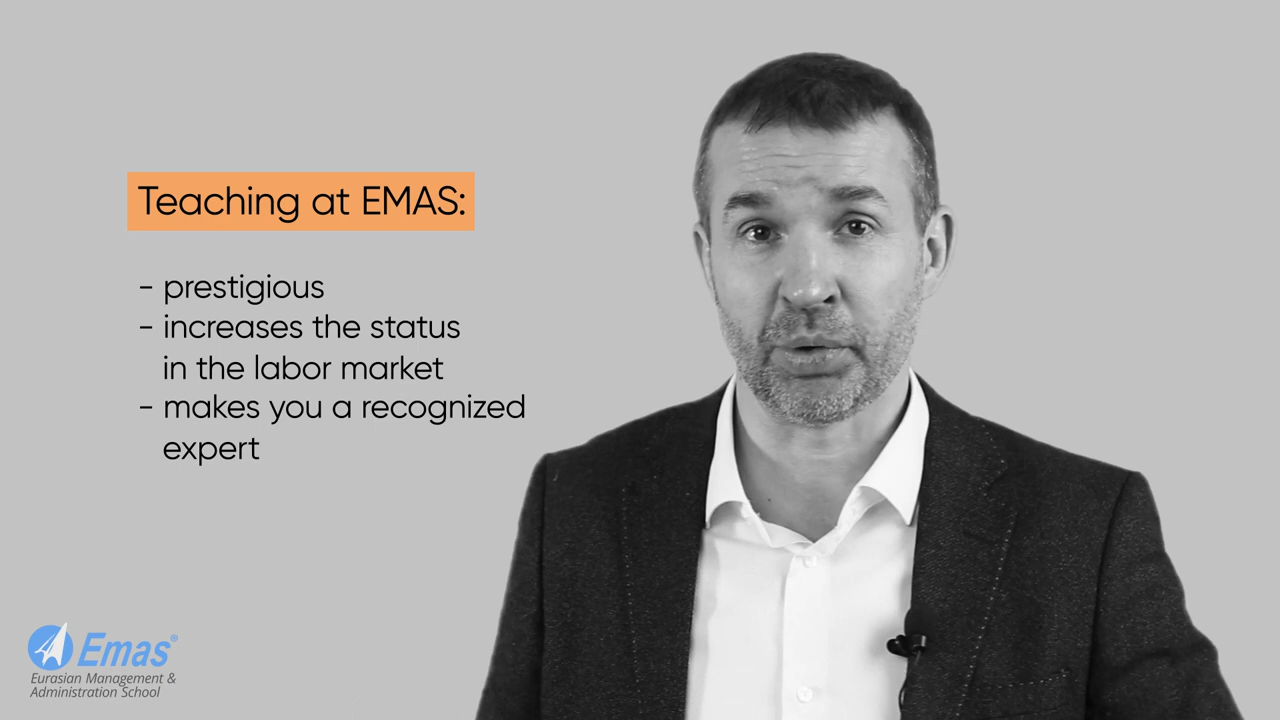 Teaching at EMAS:
- prestigious
- increases the status
in the labor market
- makes you a recognized
expert
Emas®
Eurasian Management &
Administration School